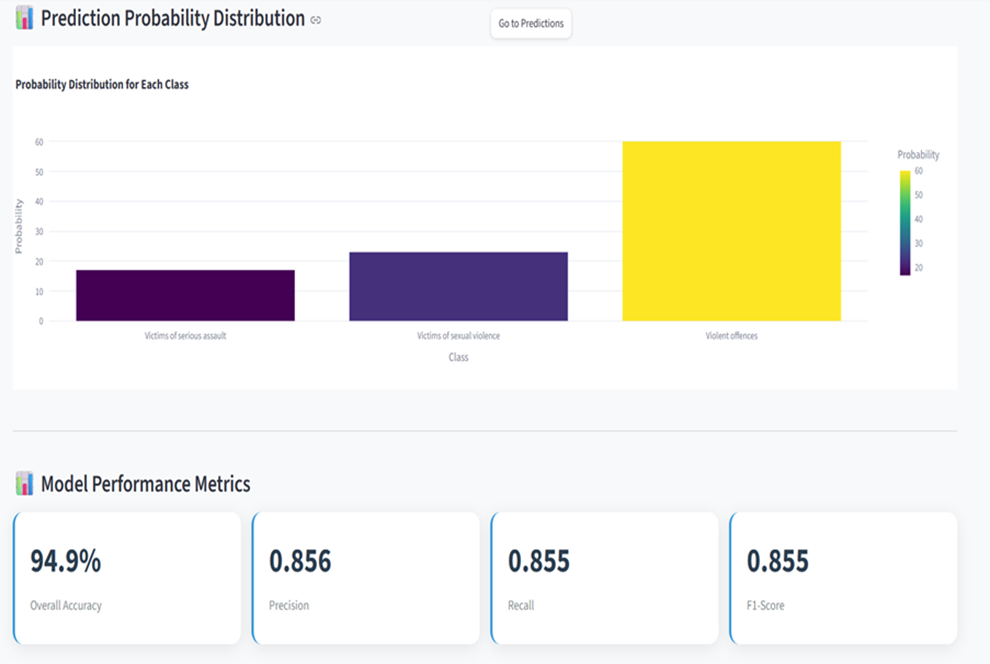 Prediction Probability Distribution
Go to Predictions
Probability Distribution for Each Class
Probability
60
50
40
30
20
10
0
Victims of serious assault
Victims of sexual violence
Violent offences
Class
Probability
60
50
40
30
20
Model Performance Metrics
94.9%
Overall Accuracy
0.856
Precision
0.855
Recall
0.855
F1-Score